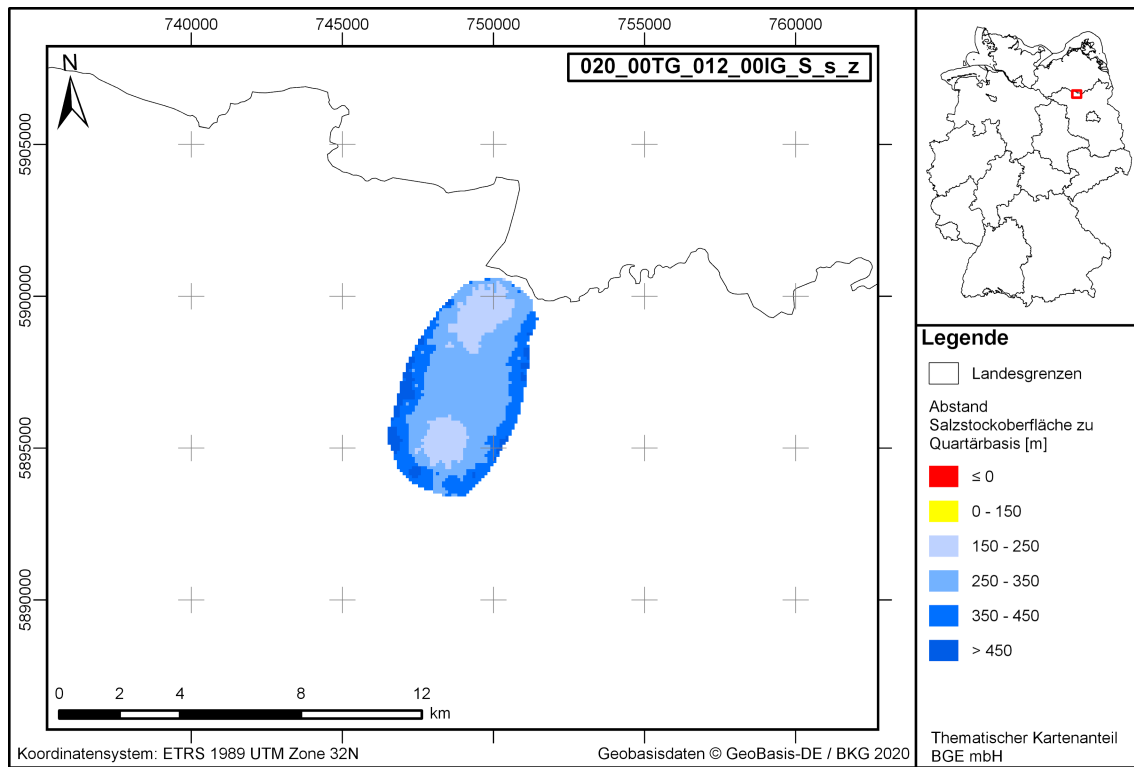 740000
745000
750000
755000
760000
020_00TG_012_00IG_S_s_z
N
5905000
5900000
5895000
5890000
0
2
4
8
12
km
Koordinatensystem: ETRS 1989 UTM Zone 32N
Geobasisdaten © GeoBasis-DE / BKG 2020
Legende
Landesgrenzen
Abstand
Salzstockoberfläche zu
Quartärbasis [m]
≤ 0
0 - 150
150 - 250
250 - 350
350 - 450
> 450
Thematischer Kartenanteil
BGE mbH